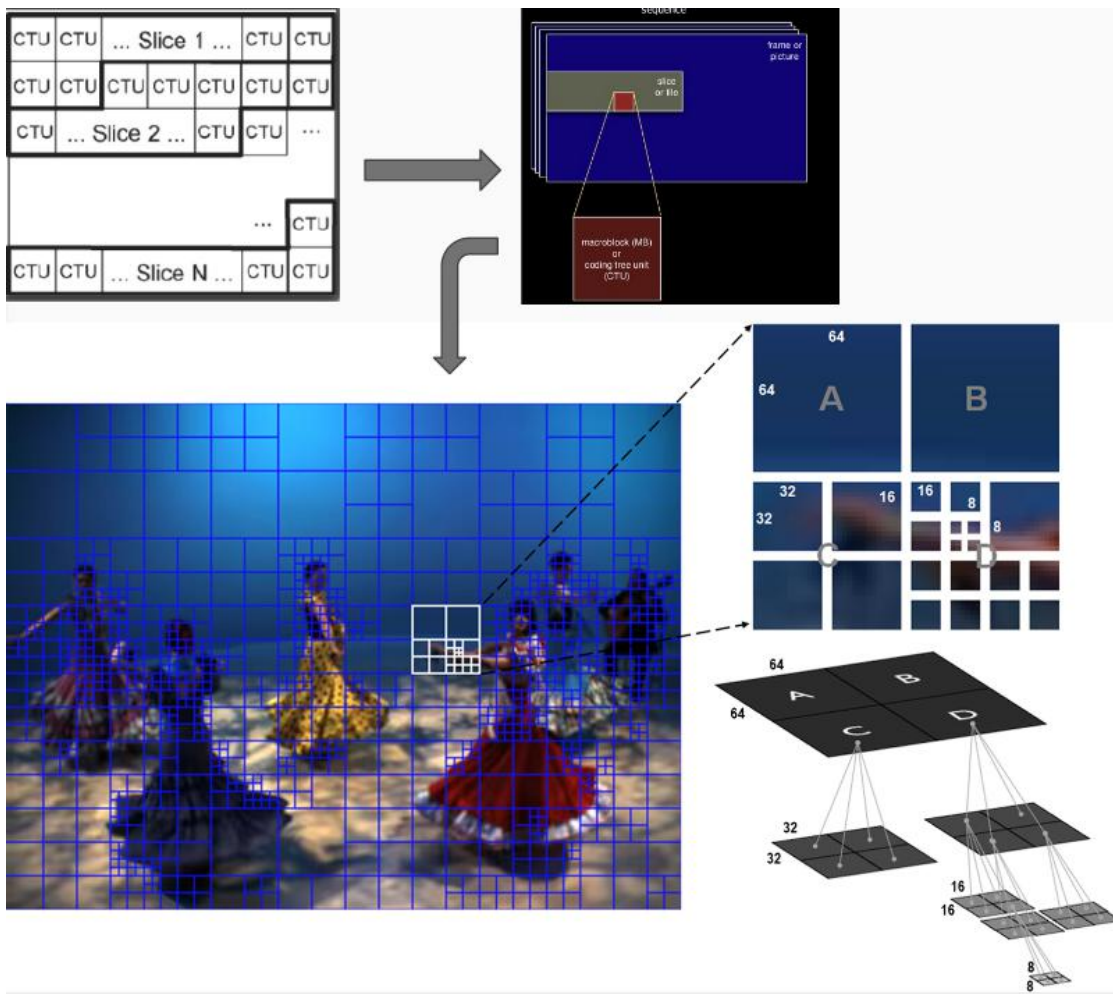 CTU CTU ... Slice 1 ... CTU CTU
CTU CTU CTU CTU CTU CTU CTU
CTU ... Slice 2 ... CTU CTU ...
... CTU
CTU CTU ... Slice N ... CTU CTU
sequence
frame or
picture
slice
or tile
macroblock (MB)
or
coding tree unit
(CTU)
64
64 A B
32 16 16 8
32 8
C D
64 A B
64 C D
32
32
16
16
8
8